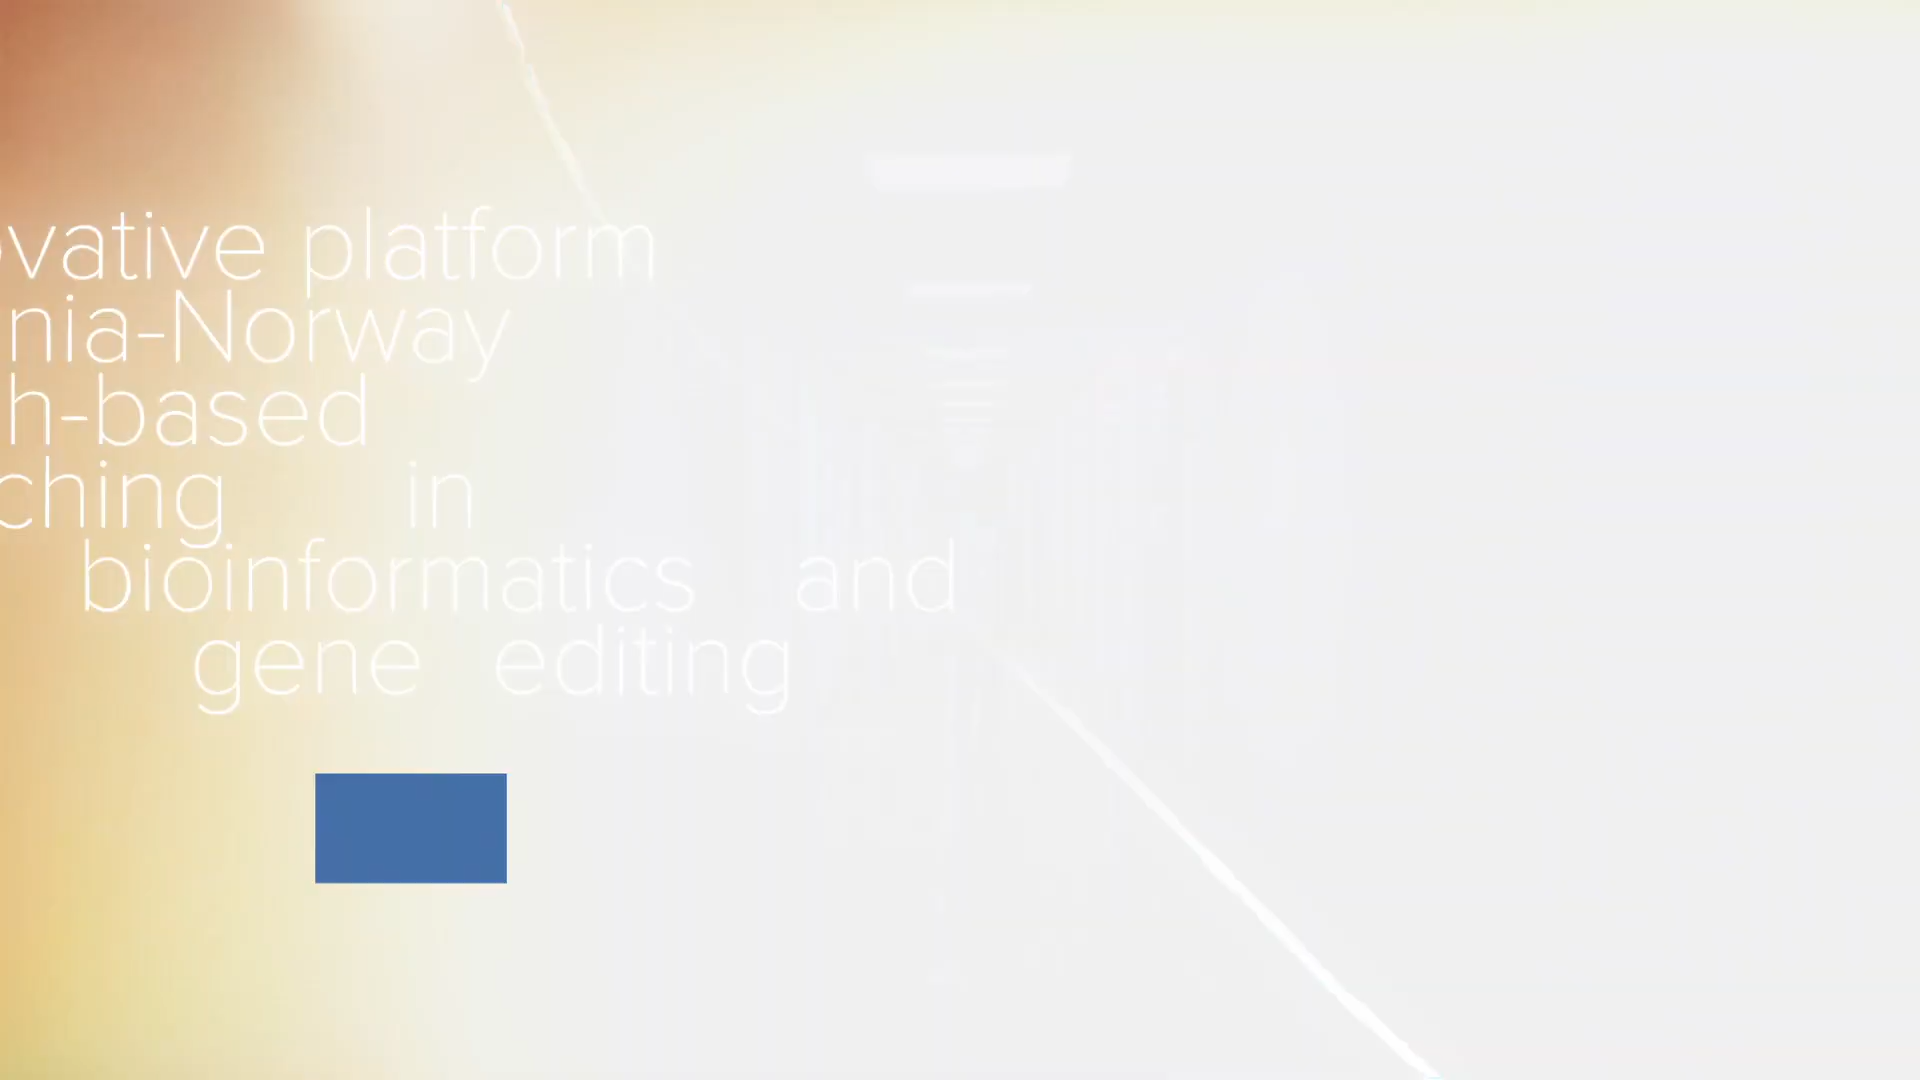 ovative platform
nia-Norway
h-based
ching in
bioinformatics and
gene editing